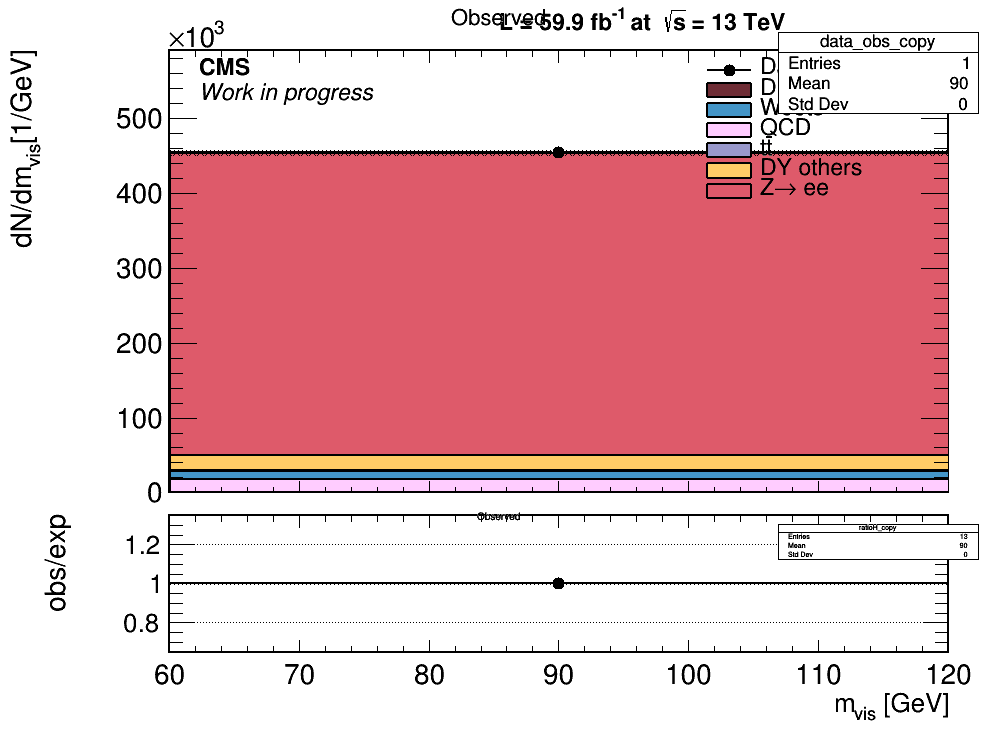 Observed
L = 59.9 fb⁻¹ at √s = 13 TeV
×10³
data_obs_copy
Entries 1
Mean 90
Std Dev 0
CMS
Work in progress
QCD
tt̄
DY others
Z→ ee
dN/dm_vis[1/GeV]
500
400
300
200
100
0
Observed
ratioH_copy
Entries 13
Mean 90
Std Dev 0
obs/exp
1.2
1
0.8
60 70 80 90 100 110 120
m_vis [GeV]